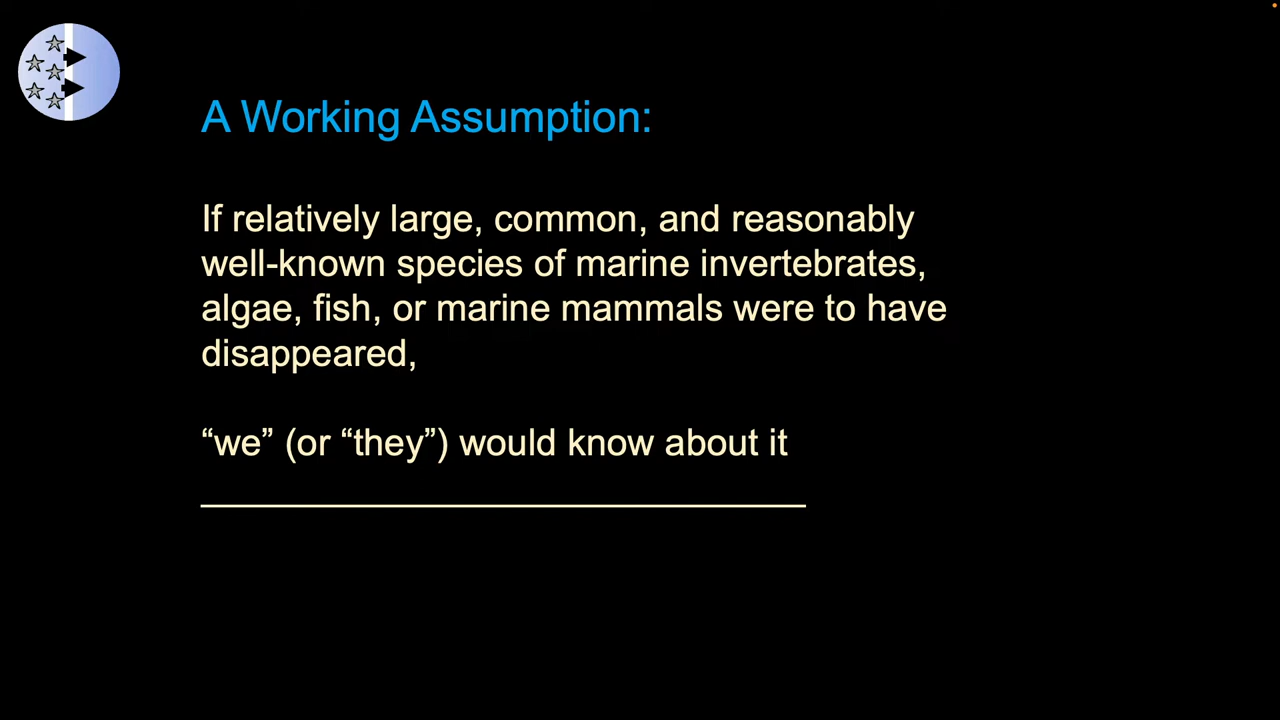 A Working Assumption:
If relatively large, common, and reasonably
well-known species of marine invertebrates,
algae, fish, or marine mammals were to have
disappeared,
“we” (or “they”) would know about it